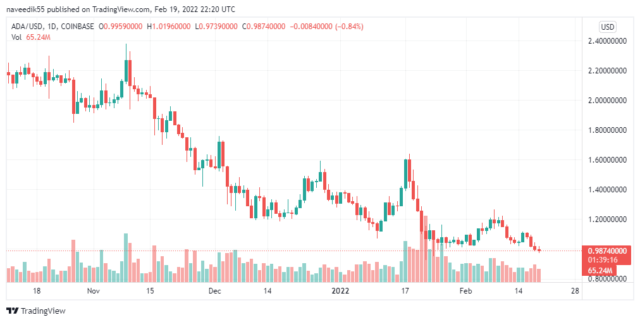 naveedik55 published on TradingView.com, Feb 19, 2022 22:20 UTC
ADA/USD, 1D, COINBASE O0.99590000 H1.01960000 L0.97390000 C0.98740000 −0.00840000 (−0.84%)
Vol 65.24M
USD
2.40000000
2.20000000
2.00000000
1.80000000
1.60000000
1.40000000
1.20000000
0.98740000
01:39:16
65.24M
0.80000000
18 Nov 15 Dec 14 2022 17 Feb 14 28
TradingView